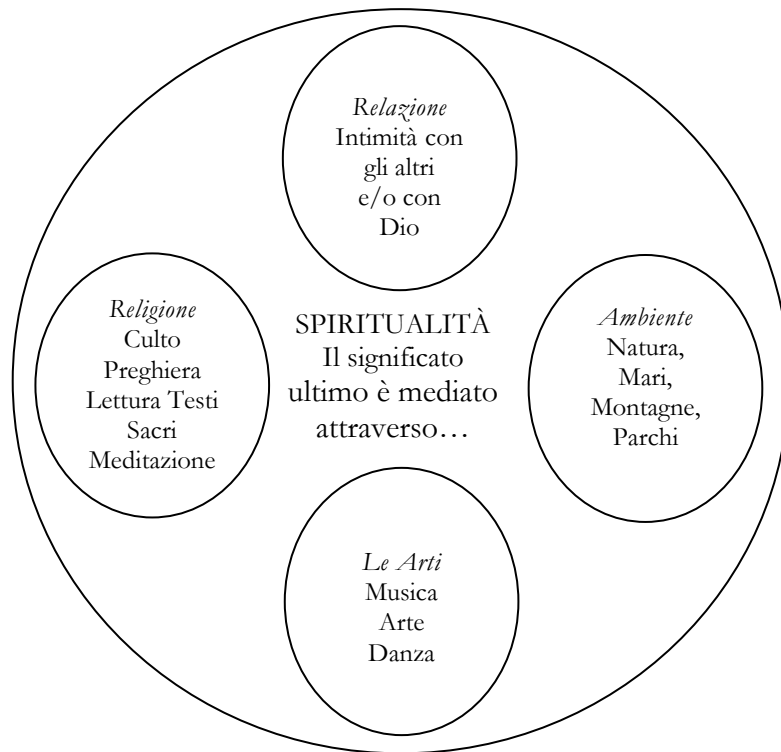 Relazione
Intimità con
gli altri
e/o con
Dio
Religione
Culto
Preghiera
Lettura Testi
Sacri
Meditazione
SPIRITUALITÀ
Il significato
ultimo è mediato
attraverso…
Ambiente
Natura,
Mari,
Montagne,
Parchi
Le Arti
Musica
Arte
Danza